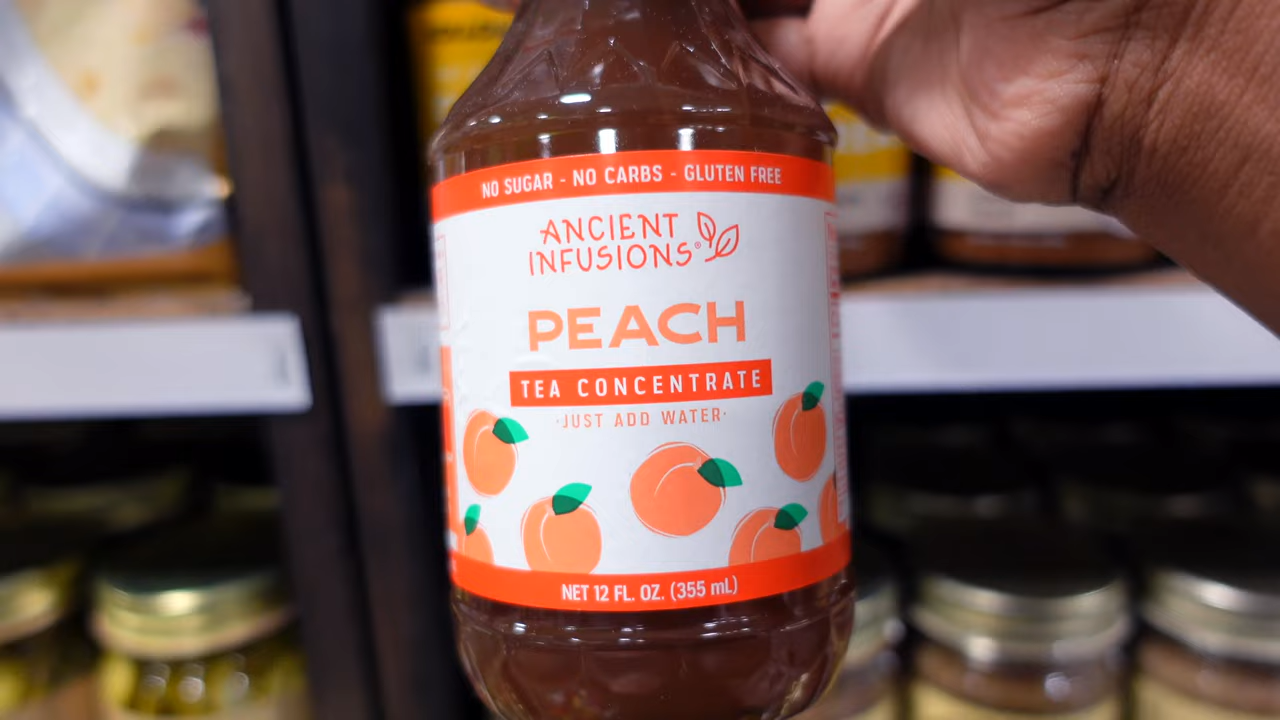 NO SUGAR - NO CARBS - GLUTEN FREE
ANCIENT
INFUSIONS®
PEACH
TEA CONCENTRATE
·JUST ADD WATER·
NET 12 FL. OZ. (355 mL)